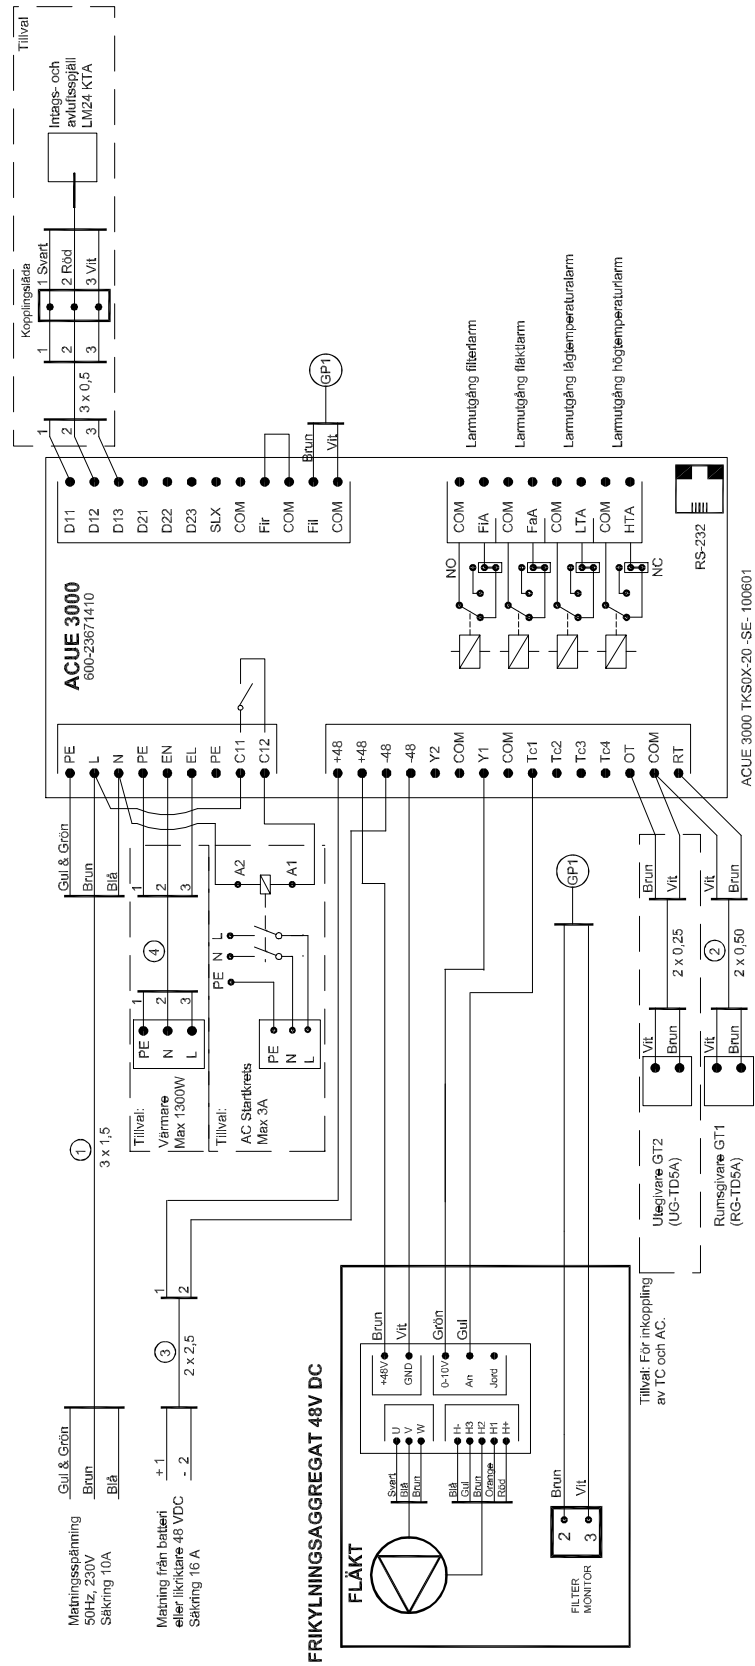 Tillval
Intags- och
avluftsspjäll
LM24 KTA
Kopplingslåda
1 Svart
2 Röd
3 Vit
1
2
3
3 x 0,5
1
2
3
D11
D12
D13
D21
D22
D23
SLX
COM
Fir
COM
Fil
COM
Brun
Vit
GP1
COM
FiA
COM
FaA
COM
LTA
COM
HTA
Larmutgång filterlarm
Larmutgång fläktlarm
Larmutgång lågtemperaturalarm
Larmutgång högtemperaturlarm
NO
NC
RS-232
ACUE 3000
600-23671410
PE
L
N
PE
EN
EL
PE
C11
C12
+48
+48
-48
-48
Y2
COM
Y1
COM
Tc1
Tc2
Tc3
Tc4
OT
COM
RT
ACUE 3000 TKS0X-20 -SE- 100601
Gul & Grön
Brun
Blå
1
2
3
4
1
2
3
PE
N
L
Tillval:
Värmare
Max 1300W
A2
A1
L
N
PE
PE
N
L
Tillval:
AC Startkrets
Max 3A
1
3 x 1,5
Gul & Grön
Brun
Blå
Matningsspänning
50Hz, 230V
Säkring 10A
1
2
3
2 x 2,5
+ 1
- 2
Matning från batteri
eller likriktare 48 VDC
Säkring 16 A
FRIKYLNINGSAGGREGAT 48V DC
FLÄKT
Brun
Vit
Grön
Gul
+48V
GND
0-10V
An
Jord
U
V
W
H-
H3
H2
H1
H+
Svart
Blå
Brun
Blå
Gul
Brun
Orange
Röd
GP1
Brun
Vit
2
3
FILTER
MONITOR
Brun
Vit
2 x 0,25
Vit
Brun
Utegivare GT2
(UG-TD5A)
Vit
Brun
2
2 x 0,50
Vit
Brun
Rumsgivare GT1
(RG-TD5A)
Tillval: För inkoppling
av TC och AC.